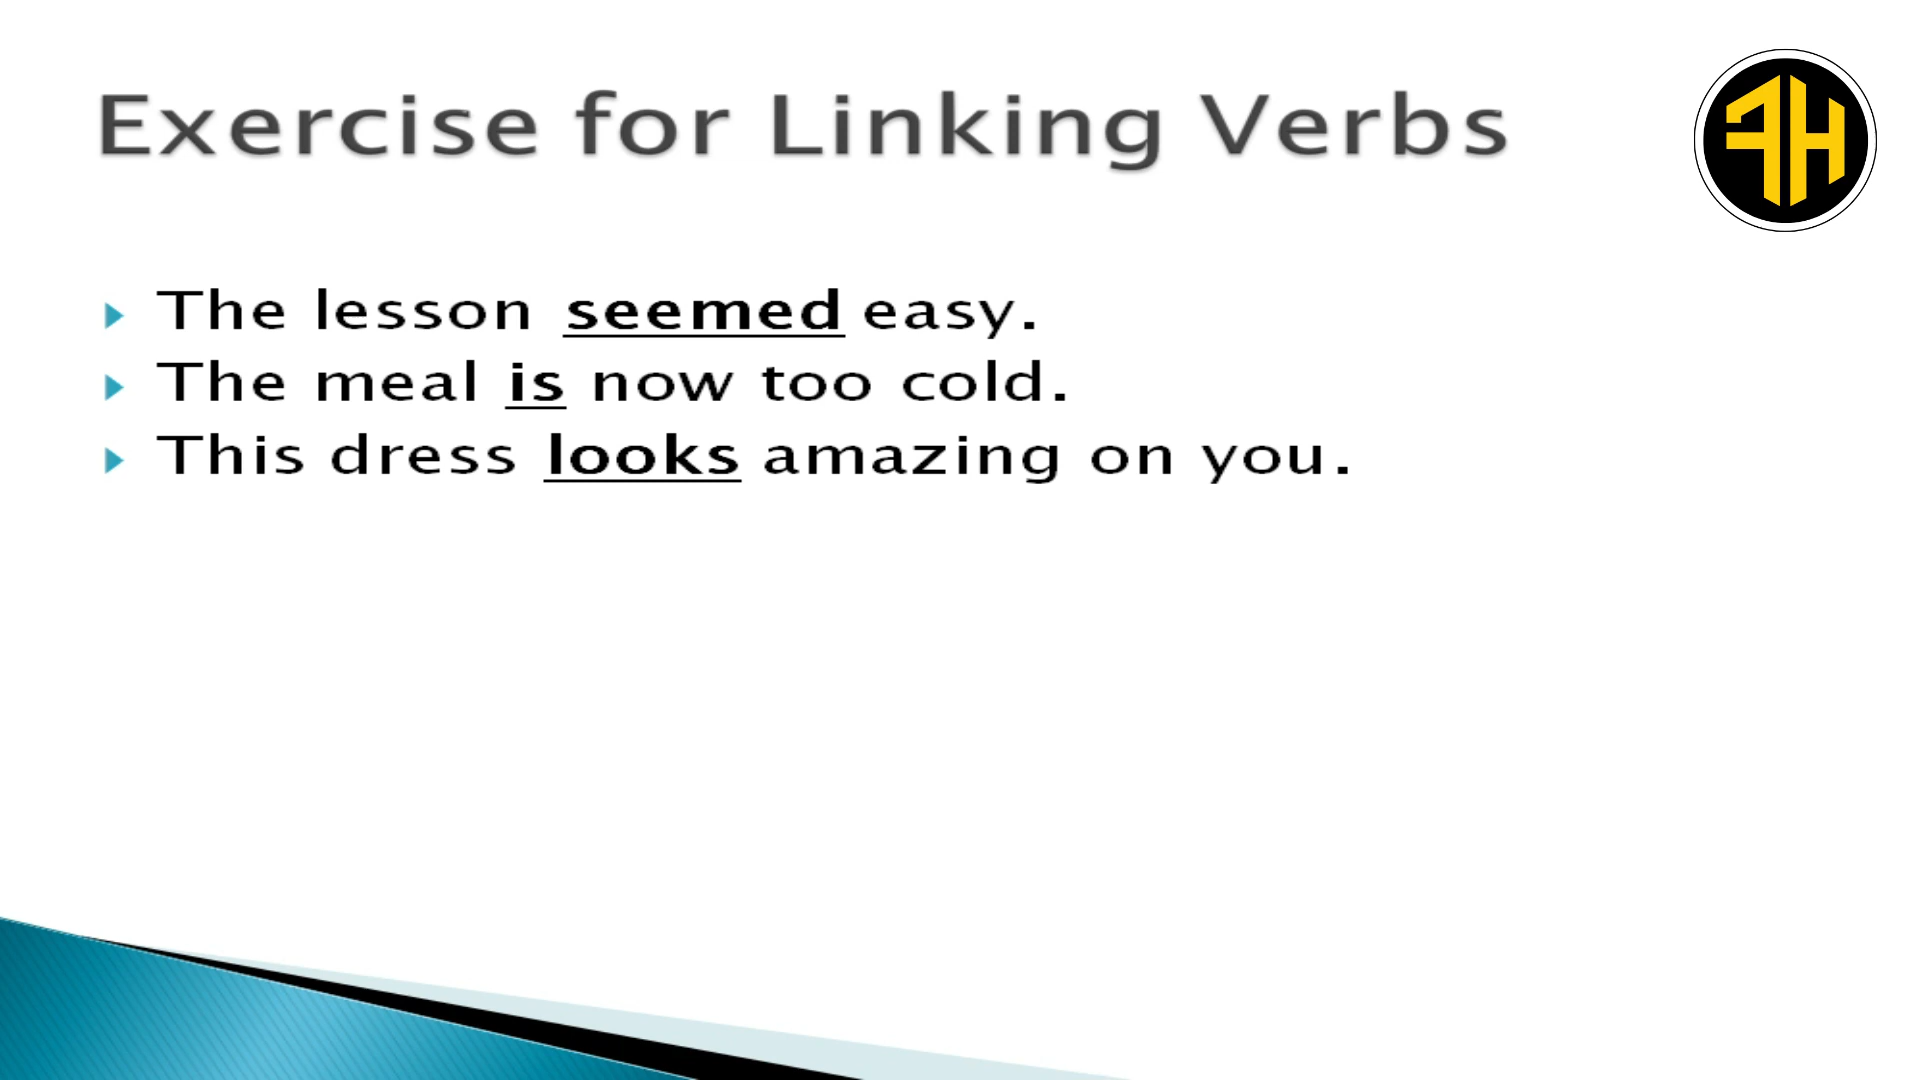 Exercise for Linking Verbs
The lesson seemed easy.
The meal is now too cold.
This dress looks amazing on you.